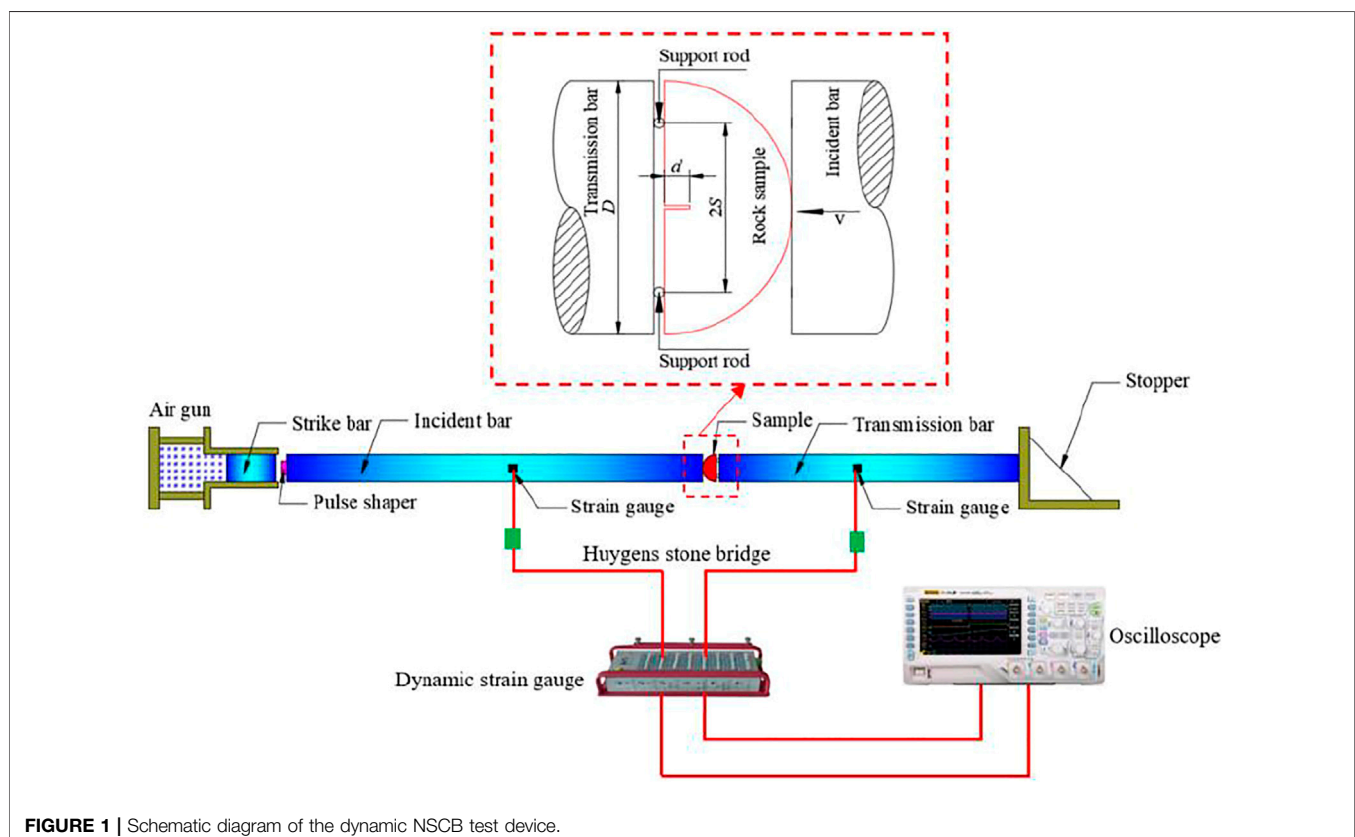 Support rod
Transmission bar
D
d
2S
Rock sample
Incident bar
v
Support rod
Stopper
Air gun
Strike bar
Incident bar
Sample
Transmission bar
Pulse shaper
Strain gauge
Strain gauge
Huygens stone bridge
Oscilloscope
Dynamic strain gauge
FIGURE 1 | Schematic diagram of the dynamic NSCB test device.